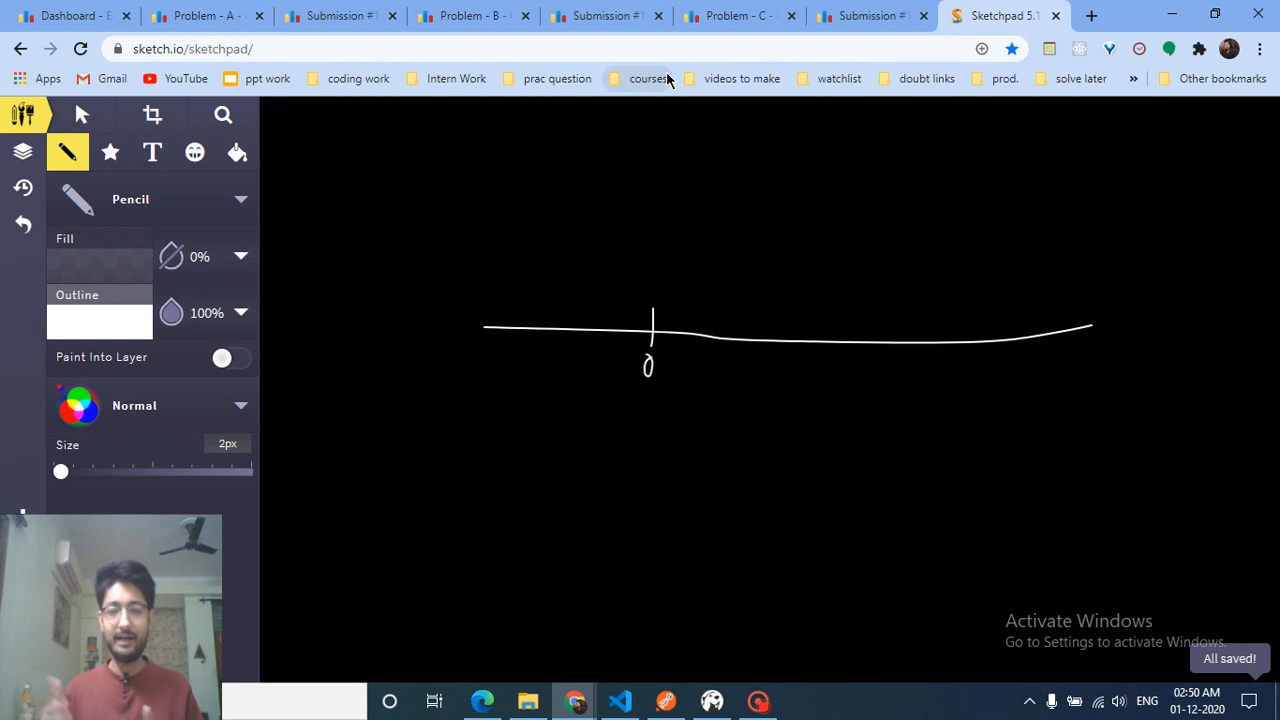 Dashboard - E
Problem - A - C
Submission #1
Problem - B - C
Submission #1
Problem - C - C
Submission #1
Sketchpad 5.1
sketch.io/sketchpad/
Apps
Gmail
YouTube
ppt work
coding work
Intern Work
prac question
courses
videos to make
watchlist
doubt links
prod.
solve later
»
Other bookmarks
T
Pencil
Fill
0%
Outline
100%
Paint Into Layer
Normal
Size
2px
0
Activate Windows
Go to Settings to activate Windows.
All saved!
ENG
02:50 AM
01-12-2020